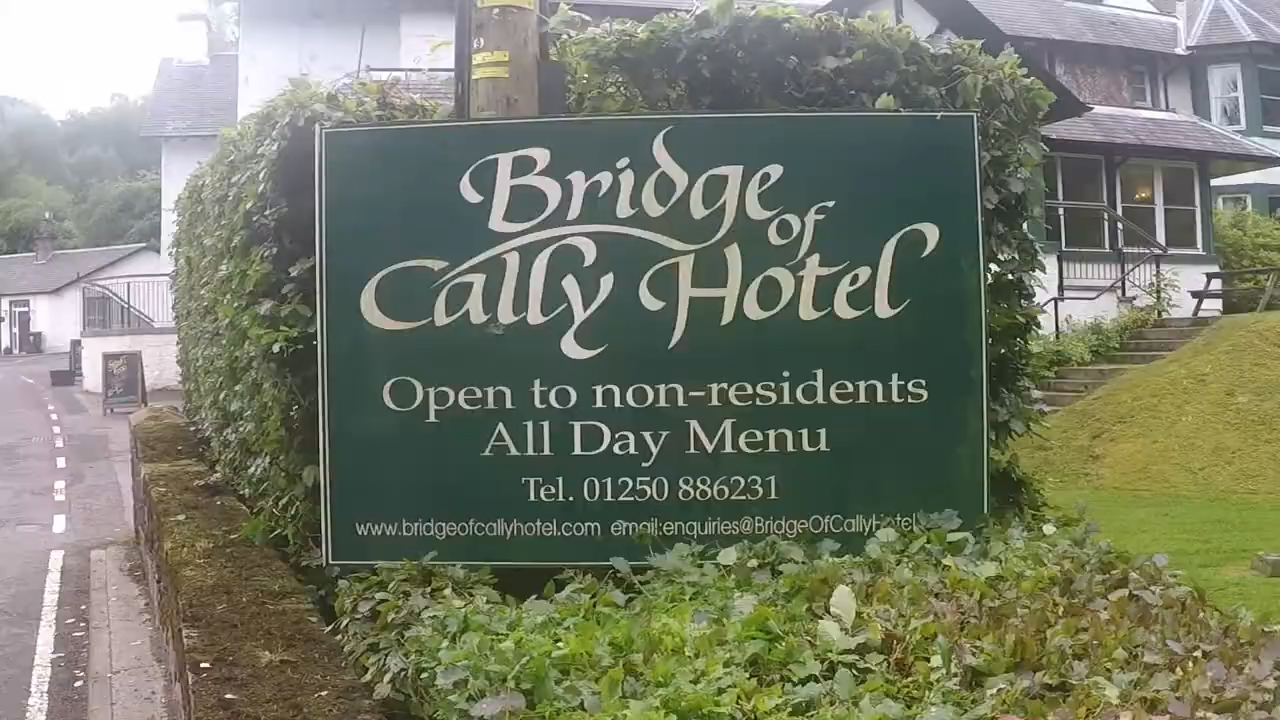 Bridge of
Cally Hotel
Open to non-residents
All Day Menu
Tel. 01250 886231
www.bridgeofcallyhotel.com email:enquiries@BridgeOfCallyHotel